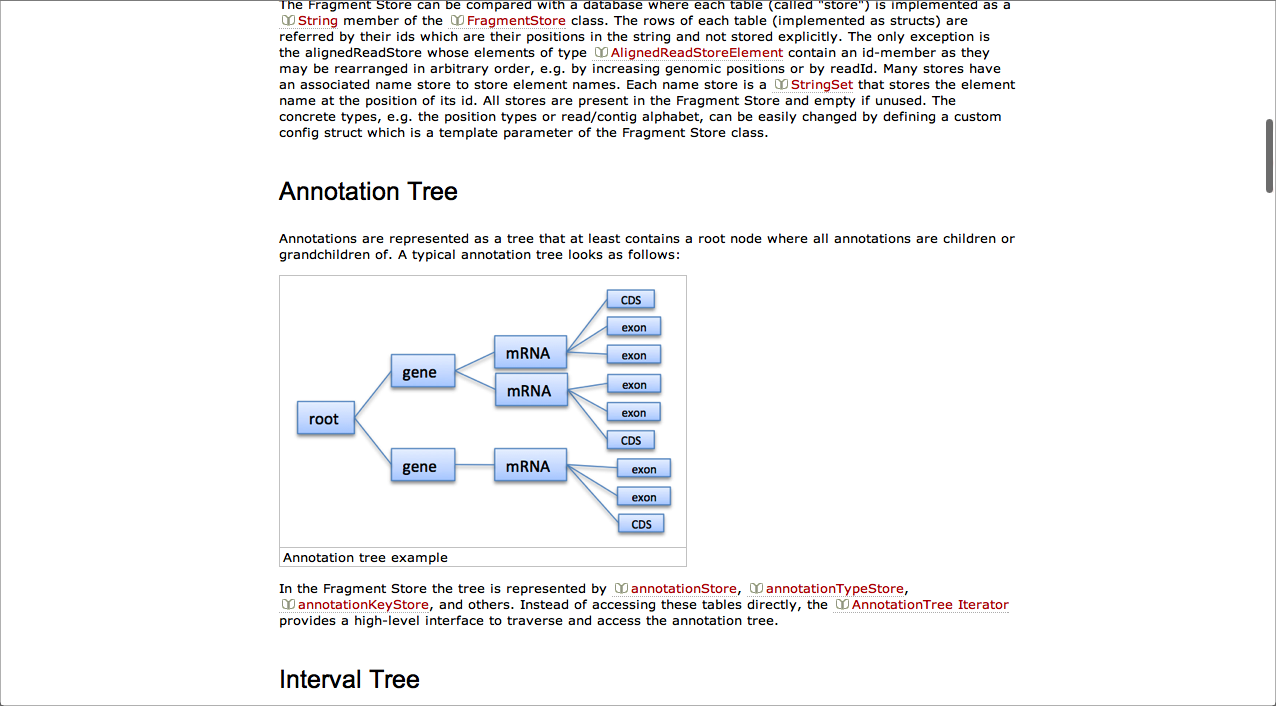 The Fragment Store can be compared with a database where each table (called "store") is implemented as a
String member of the FragmentStore class. The rows of each table (implemented as structs) are
referred by their ids which are their positions in the string and not stored explicitly. The only exception is
the alignedReadStore whose elements of type AlignedReadStoreElement contain an id-member as they
may be rearranged in arbitrary order, e.g. by increasing genomic positions or by readId. Many stores have
an associated name store to store element names. Each name store is a StringSet that stores the element
name at the position of its id. All stores are present in the Fragment Store and empty if unused. The
concrete types, e.g. the position types or read/contig alphabet, can be easily changed by defining a custom
config struct which is a template parameter of the Fragment Store class.
Annotation Tree
Annotations are represented as a tree that at least contains a root node where all annotations are children or
grandchildren of. A typical annotation tree looks as follows:
CDS
exon
mRNA
exon
gene
exon
mRNA
exon
root
CDS
gene
mRNA
exon
exon
CDS
Annotation tree example
In the Fragment Store the tree is represented by annotationStore, annotationTypeStore,
annotationKeyStore, and others. Instead of accessing these tables directly, the AnnotationTree Iterator
provides a high-level interface to traverse and access the annotation tree.
Interval Tree